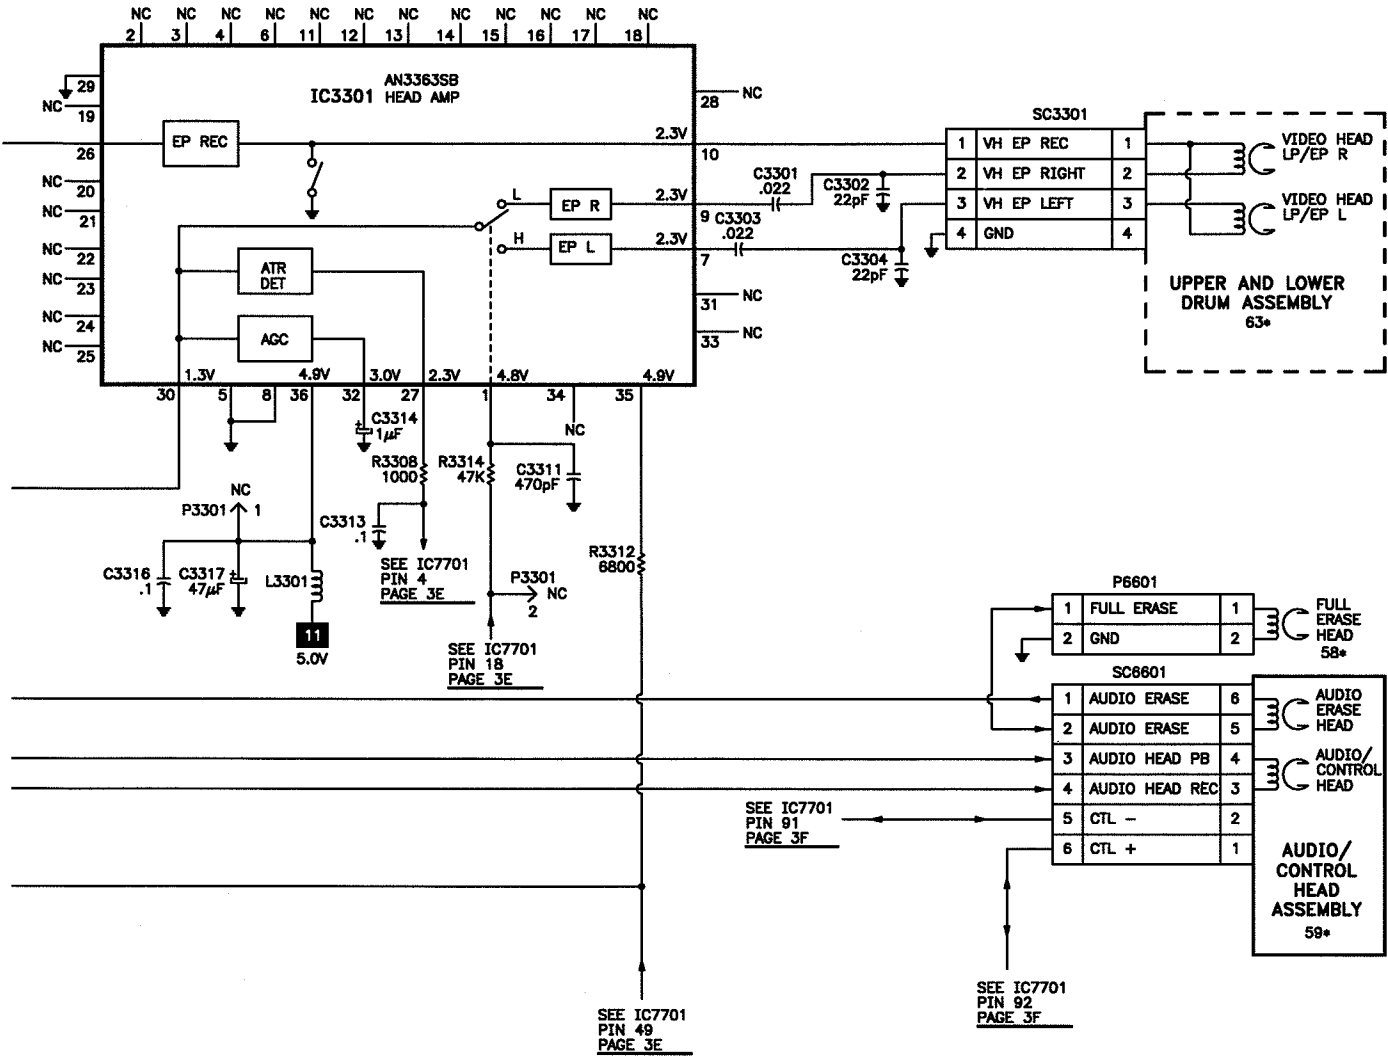 NC NC NC NC NC NC NC NC NC NC NC NC
2 3 4 6 11 12 13 14 15 16 17 18
AN3363SB
IC3301 HEAD AMP
29
NC 19
26
EP REC
2.3V
10
28 NC
NC 20
NC 21
L
EP R
2.3V
9
H
EP L
2.3V
7
NC 22
NC 23
ATR
DET
NC 24
NC 25
AGC
31 NC
33 NC
1.3V 4.9V 3.0V 2.3V 4.8V 4.9V
30 5 8 36 32 27 1 34 35
NC
C3301
.022
C3302
22pF
C3303
.022
C3304
22pF
SC3301
1 VH EP REC 1
2 VH EP RIGHT 2
3 VH EP LEFT 3
4 GND 4
VIDEO HEAD
LP/EP R
VIDEO HEAD
LP/EP L
UPPER AND LOWER
DRUM ASSEMBLY
63*
C3314
1µF
R3308
1000
R3314
47K
C3311
470pF
NC
P3301 1
C3313
.1
C3316
.1
C3317
47µF
L3301
11
5.0V
SEE IC7701
PIN 4
PAGE 3E
P3301
NC
2
SEE IC7701
PIN 18
PAGE 3E
R3312
6800
P6601
1 FULL ERASE 1
2 GND 2
FULL
ERASE
HEAD
58*
SC6601
1 AUDIO ERASE 6
2 AUDIO ERASE 5
3 AUDIO HEAD PB 4
4 AUDIO HEAD REC 3
5 CTL - 2
6 CTL + 1
AUDIO
ERASE
HEAD
AUDIO/
CONTROL
HEAD
AUDIO/
CONTROL
HEAD
ASSEMBLY
59*
SEE IC7701
PIN 91
PAGE 3F
SEE IC7701
PIN 92
PAGE 3F
SEE IC7701
PIN 49
PAGE 3E